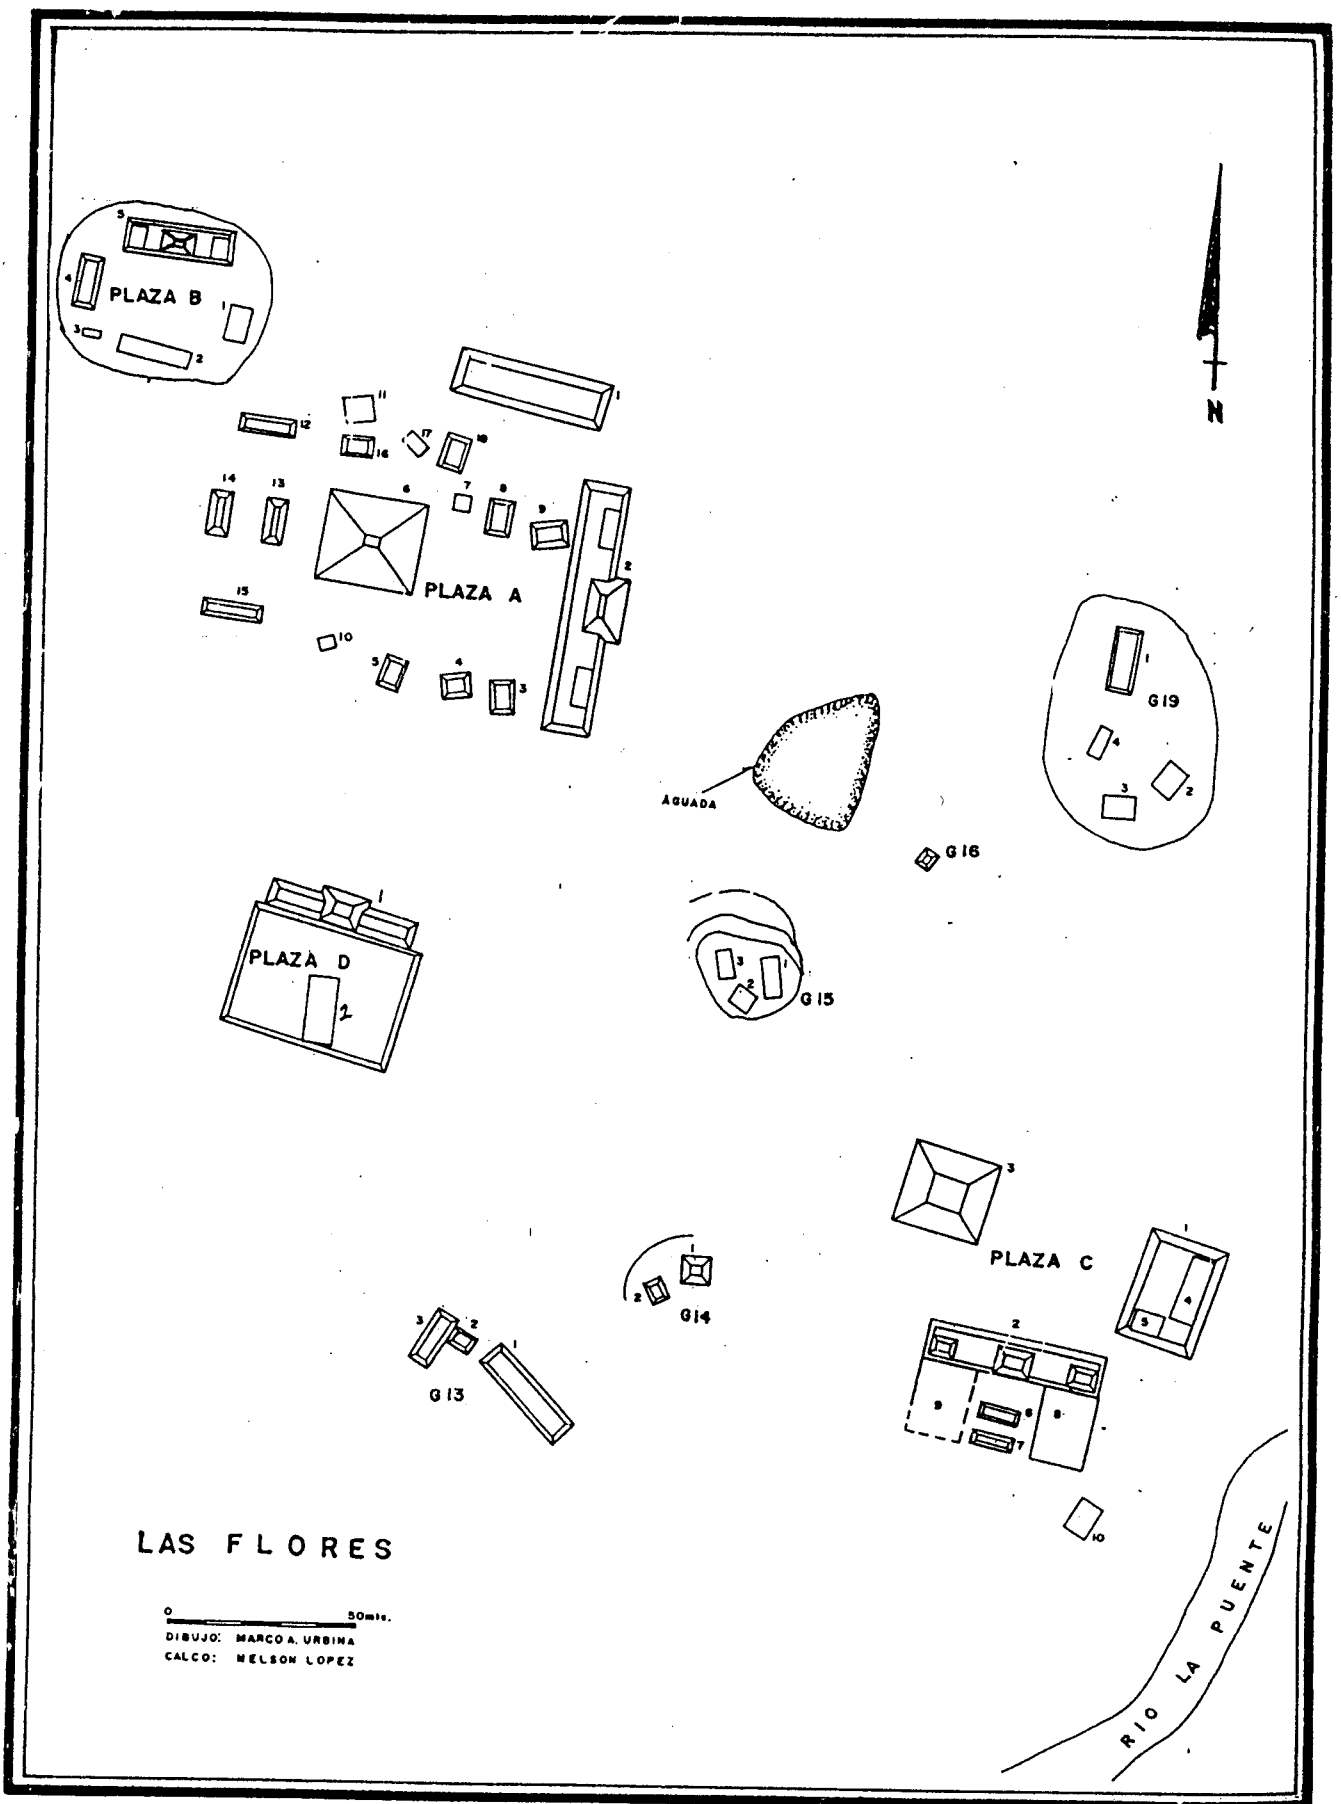 5
4
PLAZA B
1
3
2
1
11
12
17
18
16
14
13
6
7
8
9
2
PLAZA A
15
10
5
4
3
1
G19
4
3
2
AGUADA
G16
1
PLAZA D
2
3
1
2
G15
3
PLAZA C
1
4
5
1
2
G14
2
3
2
1
G13
9
6
8
7
10
N
LAS FLORES
0 50mts.
DIBUJO: MARCO A. URBINA
CALCO: NELSON LOPEZ
RIO LA PUENTE